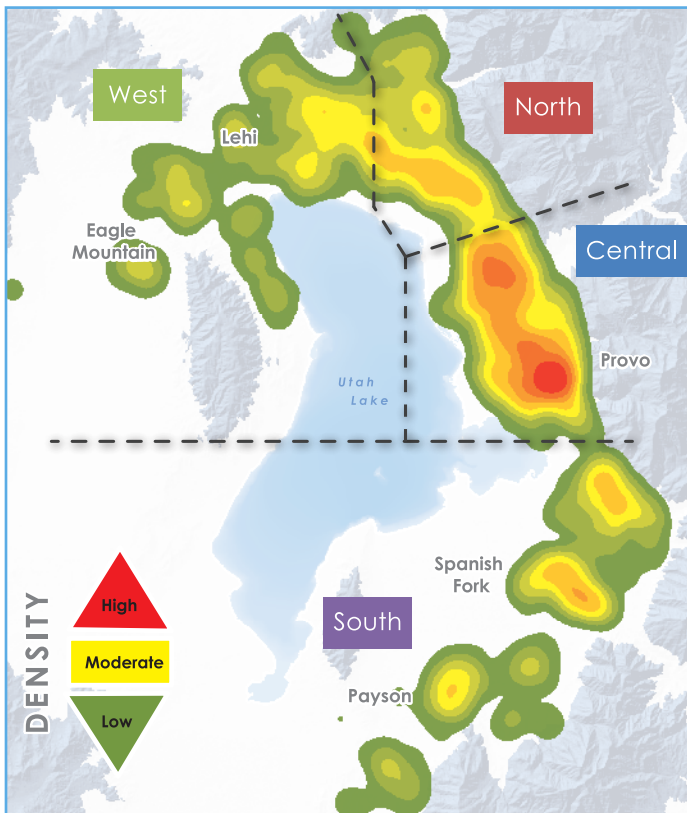 West
North
Lehi
Eagle
Mountain
Central
Provo
Utah
Lake
Spanish
Fork
South
Payson
DENSITY
High
Moderate
Low